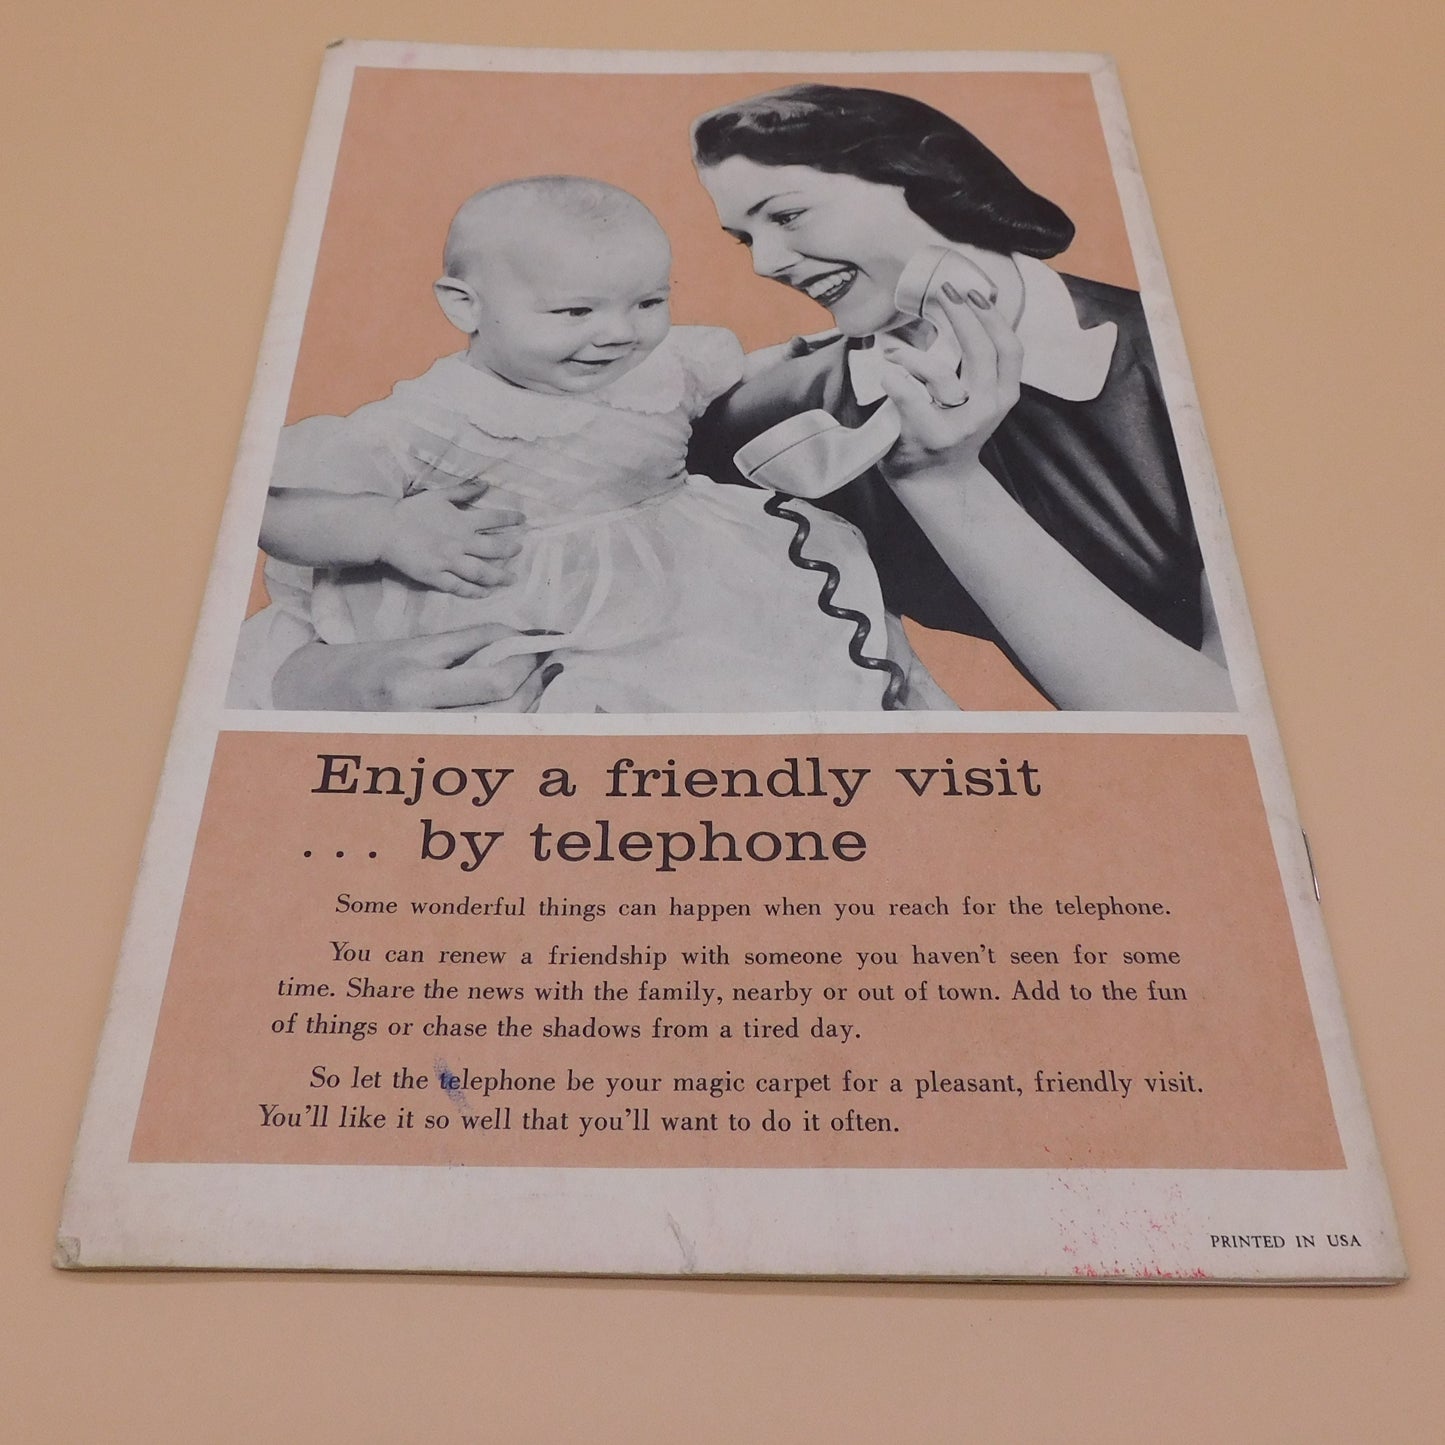 Enjoy a friendly visit
... by telephone
Some wonderful things can happen when you reach for the telephone.
You can renew a friendship with someone you haven't seen for some
time. Share the news with the family, nearby or out of town. Add to the fun
of things or chase the shadows from a tired day.
So let the telephone be your magic carpet for a pleasant, friendly visit.
You'll like it so well that you'll want to do it often.
PRINTED IN USA